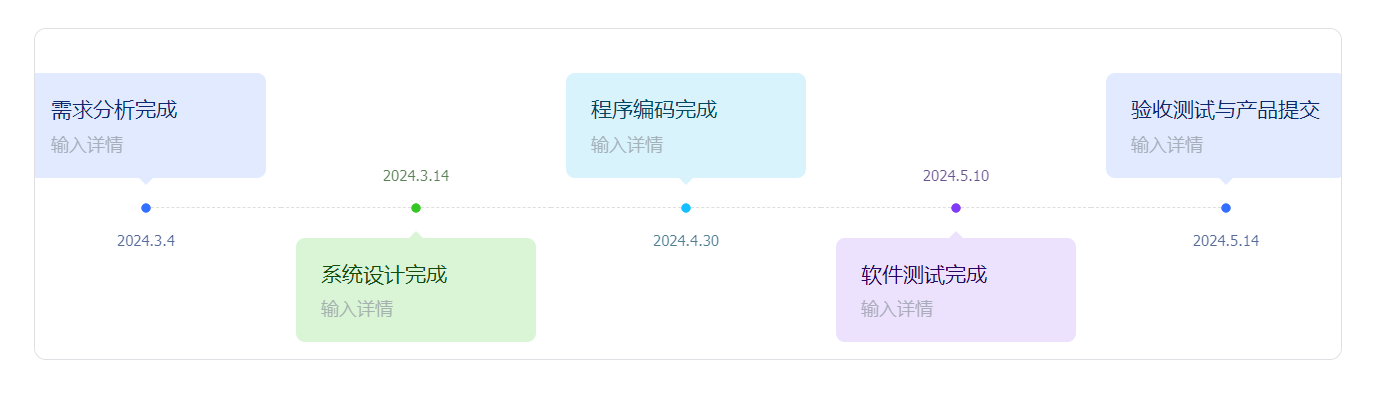 需求分析完成
输入详情
2024.3.4
2024.3.14
系统设计完成
输入详情
程序编码完成
输入详情
2024.4.30
2024.5.10
软件测试完成
输入详情
验收测试与产品提交
输入详情
2024.5.14